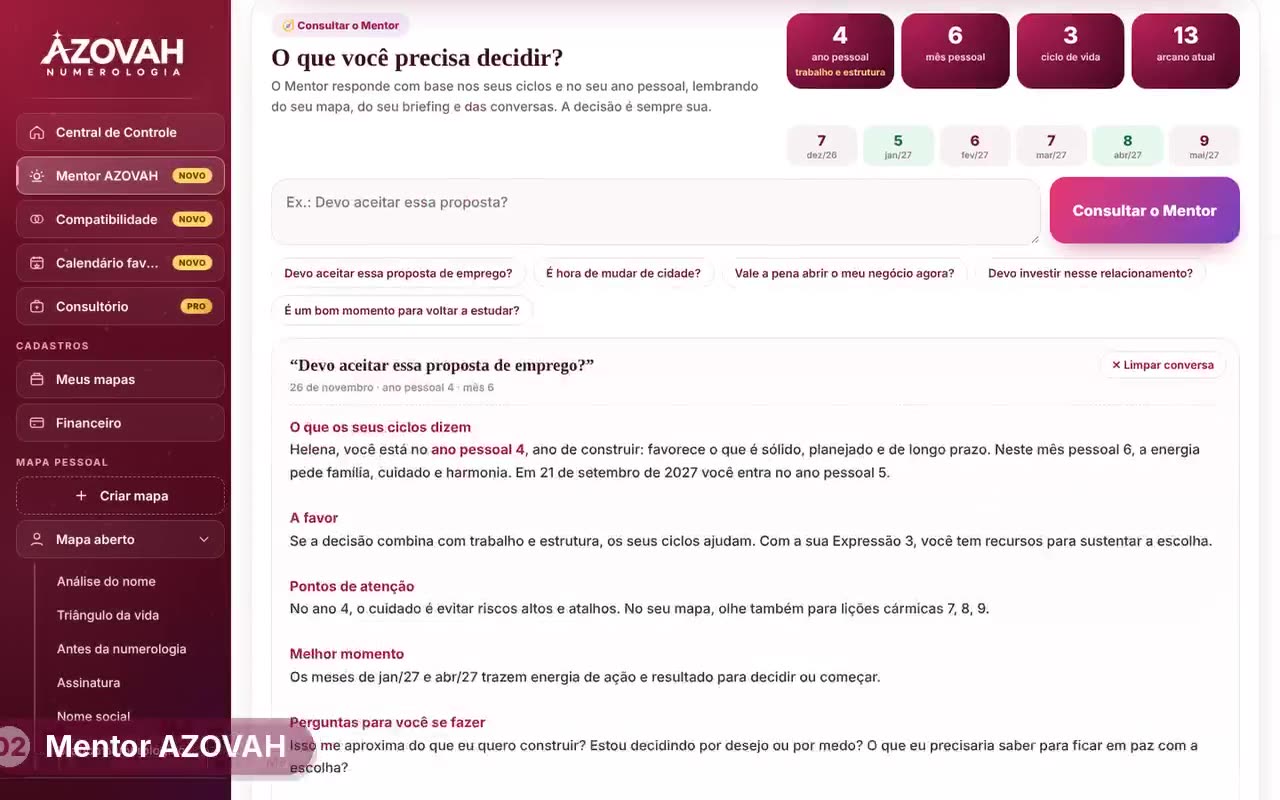 AZOVAH
NUMEROLOGIA
Central de Controle
Mentor AZOVAH NOVO
Compatibilidade NOVO
Calendário fav... NOVO
Consultório PRO
CADASTROS
Meus mapas
Financeiro
MAPA PESSOAL
+ Criar mapa
Mapa aberto
Análise do nome
Triângulo da vida
Antes da numerologia
Assinatura
Nome social
02 Mentor AZOVAH
Consultar o Mentor
O que você precisa decidir?
O Mentor responde com base nos seus ciclos e no seu ano pessoal, lembrando
do seu mapa, do seu briefing e das conversas. A decisão é sempre sua.
4
ano pessoal
trabalho e estrutura
6
mês pessoal
3
ciclo de vida
13
arcano atual
7
dez/26
5
jan/27
6
fev/27
7
mar/27
8
abr/27
9
mai/27
Ex.: Devo aceitar essa proposta?
Consultar o Mentor
Devo aceitar essa proposta de emprego?
É hora de mudar de cidade?
Vale a pena abrir o meu negócio agora?
Devo investir nesse relacionamento?
É um bom momento para voltar a estudar?
“Devo aceitar essa proposta de emprego?”
✕ Limpar conversa
26 de novembro · ano pessoal 4 · mês 6
O que os seus ciclos dizem
Helena, você está no ano pessoal 4, ano de construir: favorece o que é sólido, planejado e de longo prazo. Neste mês pessoal 6, a energia
pede família, cuidado e harmonia. Em 21 de setembro de 2027 você entra no ano pessoal 5.
A favor
Se a decisão combina com trabalho e estrutura, os seus ciclos ajudam. Com a sua Expressão 3, você tem recursos para sustentar a escolha.
Pontos de atenção
No ano 4, o cuidado é evitar riscos altos e atalhos. No seu mapa, olhe também para lições cármicas 7, 8, 9.
Melhor momento
Os meses de jan/27 e abr/27 trazem energia de ação e resultado para decidir ou começar.
Perguntas para você se fazer
Isso me aproxima do que eu quero construir? Estou decidindo por desejo ou por medo? O que eu precisaria saber para ficar em paz com a
escolha?